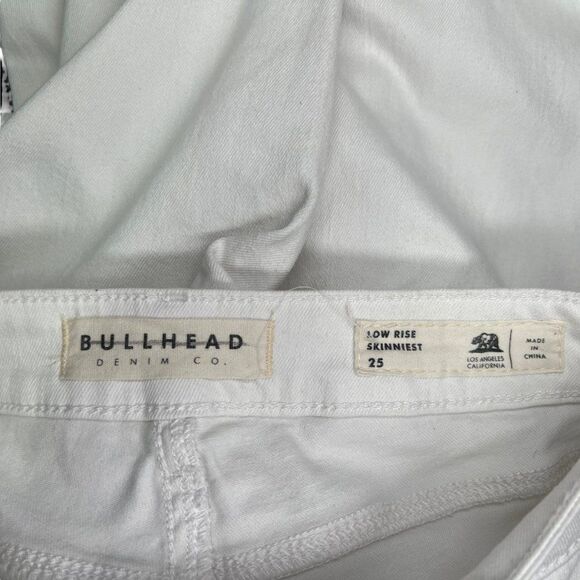 BULLHEAD
DENIM CO.
LOW RISE
SKINNIEST
25
LOS ANGELES
CALIFORNIA
MADE
IN
CHINA